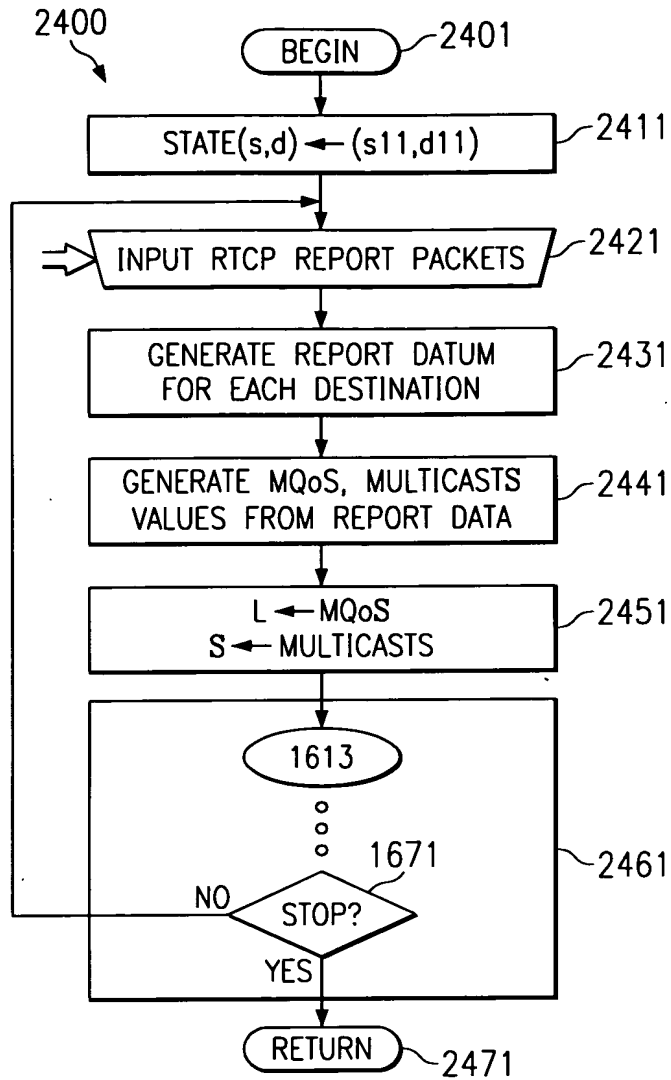 2400
BEGIN
2401
STATE(s,d) ← (s11,d11)
2411
INPUT RTCP REPORT PACKETS
2421
GENERATE REPORT DATUM
FOR EACH DESTINATION
2431
GENERATE MQoS, MULTICASTS
VALUES FROM REPORT DATA
2441
L ← MQoS
S ← MULTICASTS
2451
1613
1671
STOP?
NO
YES
2461
RETURN
2471